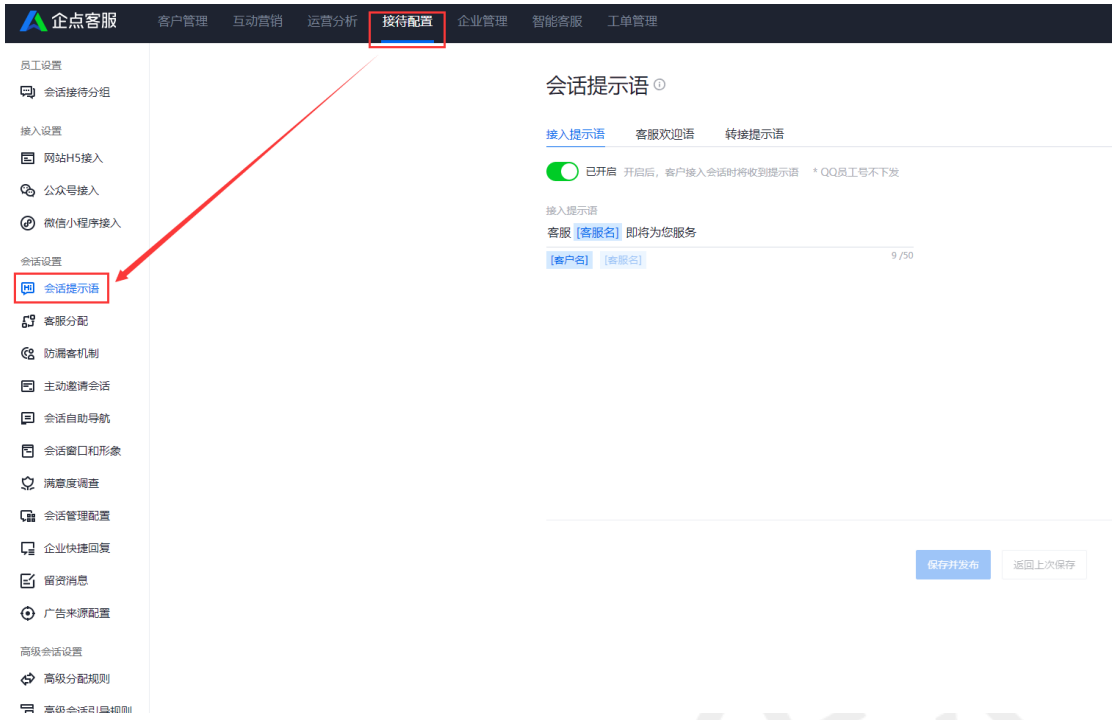 企点客服
客户管理 互动营销 运营分析 接待配置 企业管理 智能客服 工单管理
员工设置
会话接待分组
接入设置
网站H5接入
公众号接入
微信小程序接入
会话设置
Hi 会话提示语
客服分配
防漏客机制
主动邀请会话
会话自助导航
会话窗口和形象
满意度调查
会话管理配置
企业快捷回复
留资消息
广告来源配置
高级会话设置
高级分配规则
高级会话引导规则
会话提示语
接入提示语 客服欢迎语 转接提示语
已开启 开启后，客户接入会话时将收到提示语 * QQ员工号不下发
接入提示语
客服 [客服名] 即将为您服务
[客户名] [客服名] 9 /50
保存并发布 返回上次保存